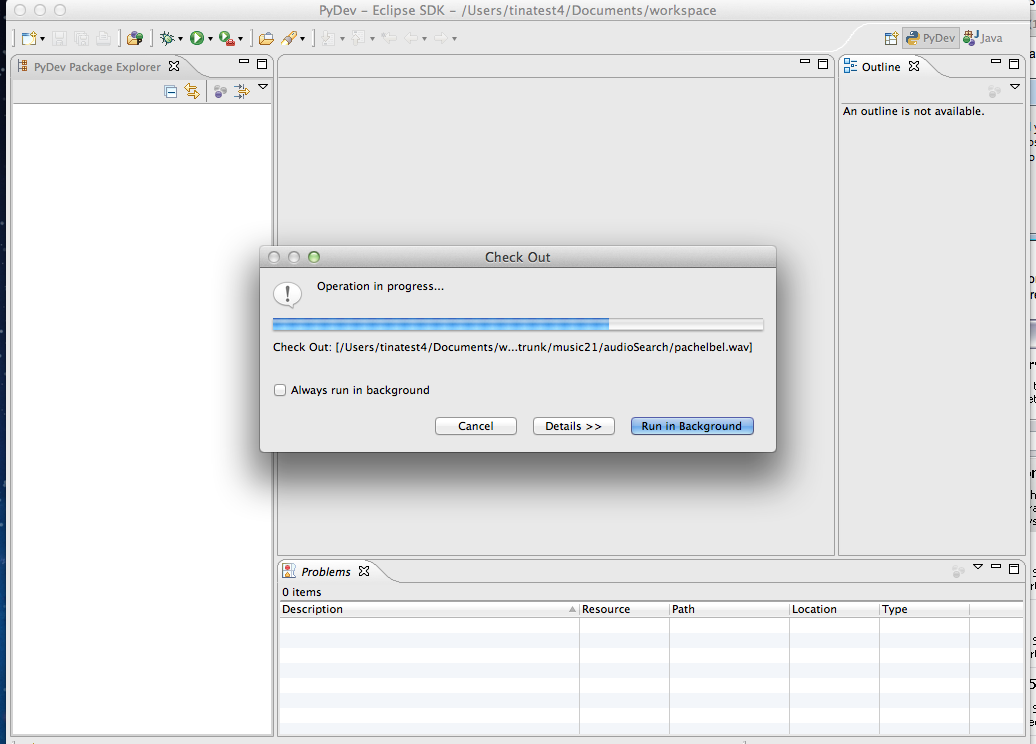 PyDev – Eclipse SDK – /Users/tinatest4/Documents/workspace
PyDev
Java
PyDev Package Explorer
Outline
An outline is not available.
Check Out
Operation in progress...
Check Out: [/Users/tinatest4/Documents/w...trunk/music21/audioSearch/pachelbel.wav]
Always run in background
Cancel
Details >>
Run in Background
Problems
0 items
Description
Resource
Path
Location
Type